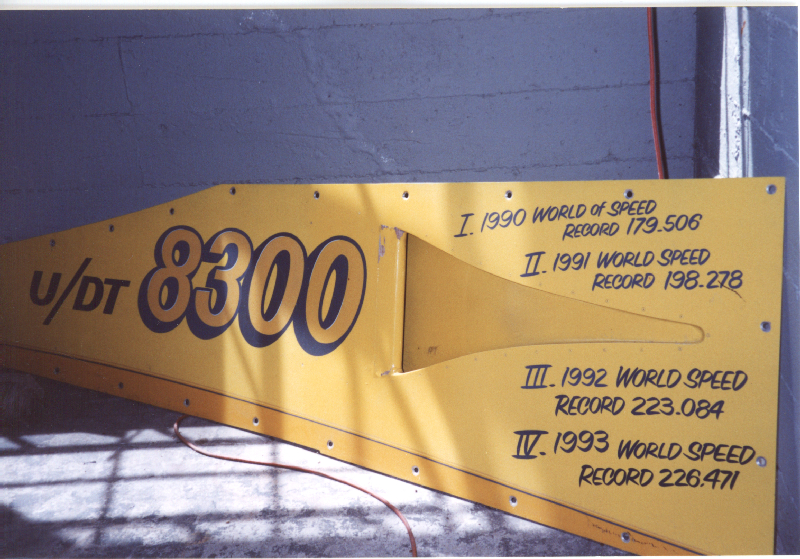 U/DT 8300
I. 1990 WORLD of SPEED
RECORD 179.506
II. 1991 WORLD SPEED
RECORD 198.278
III. 1992 WORLD SPEED
RECORD 223.084
IV. 1993 WORLD SPEED
RECORD 226.471